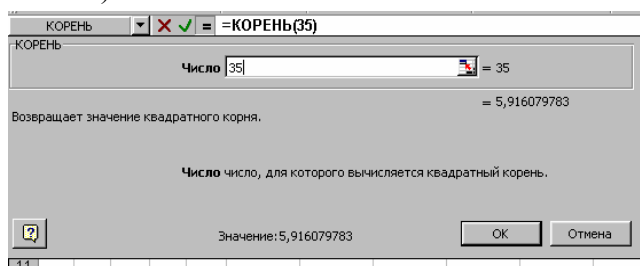 КОРЕНЬ = =КОРЕНЬ(35)
КОРЕНЬ
Число 35 = 35
= 5,916079783
Возвращает значение квадратного корня.
Число число, для которого вычисляется квадратный корень.
Значение:5,916079783 ОК Отмена
11